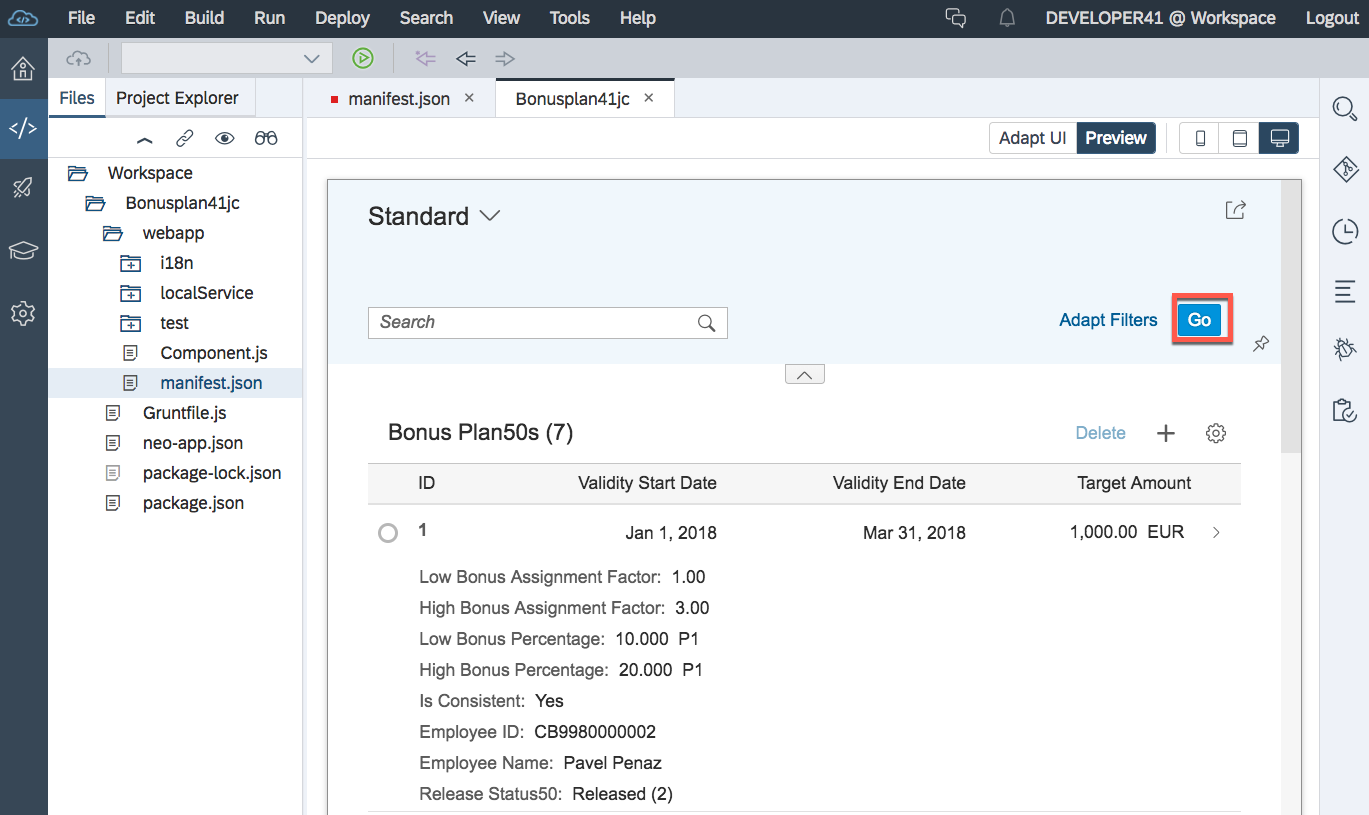 File Edit Build Run Deploy Search View Tools Help DEVELOPER41 @ Workspace Logout
Files Project Explorer manifest.json × Bonusplan41jc ×
Adapt UI Preview
Workspace
Bonusplan41jc
webapp
i18n
localService
test
Component.js
manifest.json
Gruntfile.js
neo-app.json
package-lock.json
package.json
Standard
Search Adapt Filters Go
Bonus Plan50s (7) Delete
ID Validity Start Date Validity End Date Target Amount
1 Jan 1, 2018 Mar 31, 2018 1,000.00 EUR
Low Bonus Assignment Factor: 1.00
High Bonus Assignment Factor: 3.00
Low Bonus Percentage: 10.000 P1
High Bonus Percentage: 20.000 P1
Is Consistent: Yes
Employee ID: CB9980000002
Employee Name: Pavel Penaz
Release Status50: Released (2)